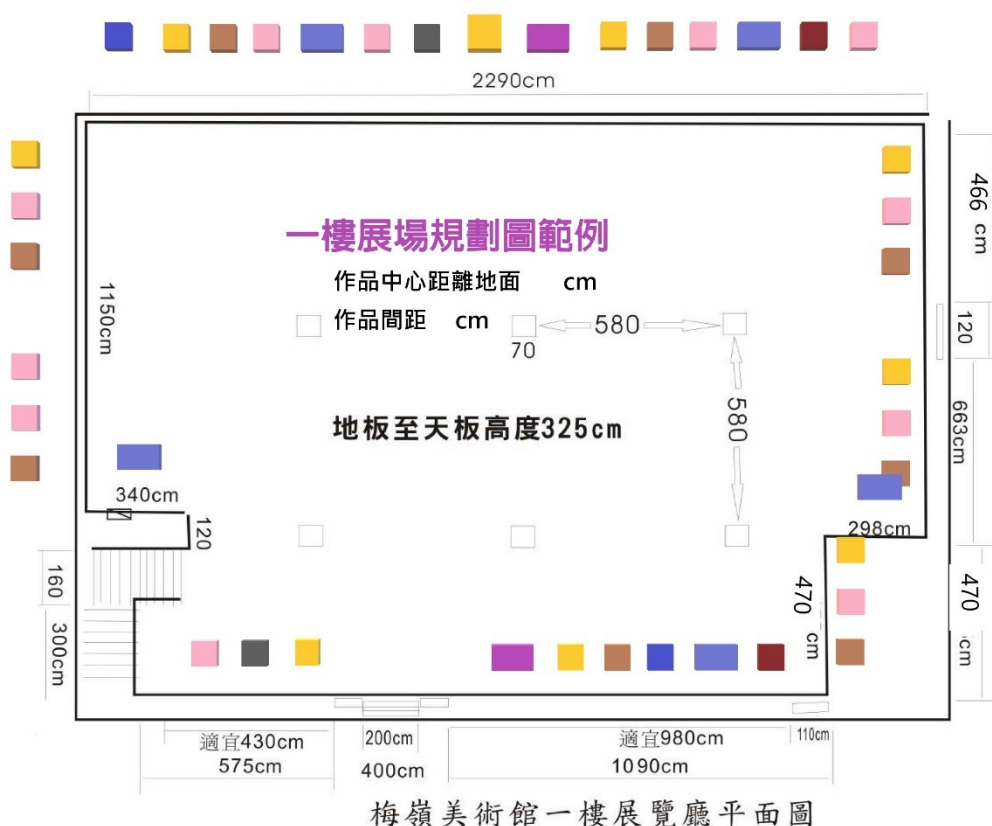 2290cm
466 cm
一樓展場規劃圖範例
作品中心距離地面 cm
1150cm
作品間距 cm
580
120
70
580
663cm
地板至天板高度325cm
340cm
120
298cm
160
470
cm
470
cm
300cm
適宜430cm
200cm
適宜980cm
110cm
575cm
400cm
1090cm
梅嶺美術館一樓展覽廳平面圖